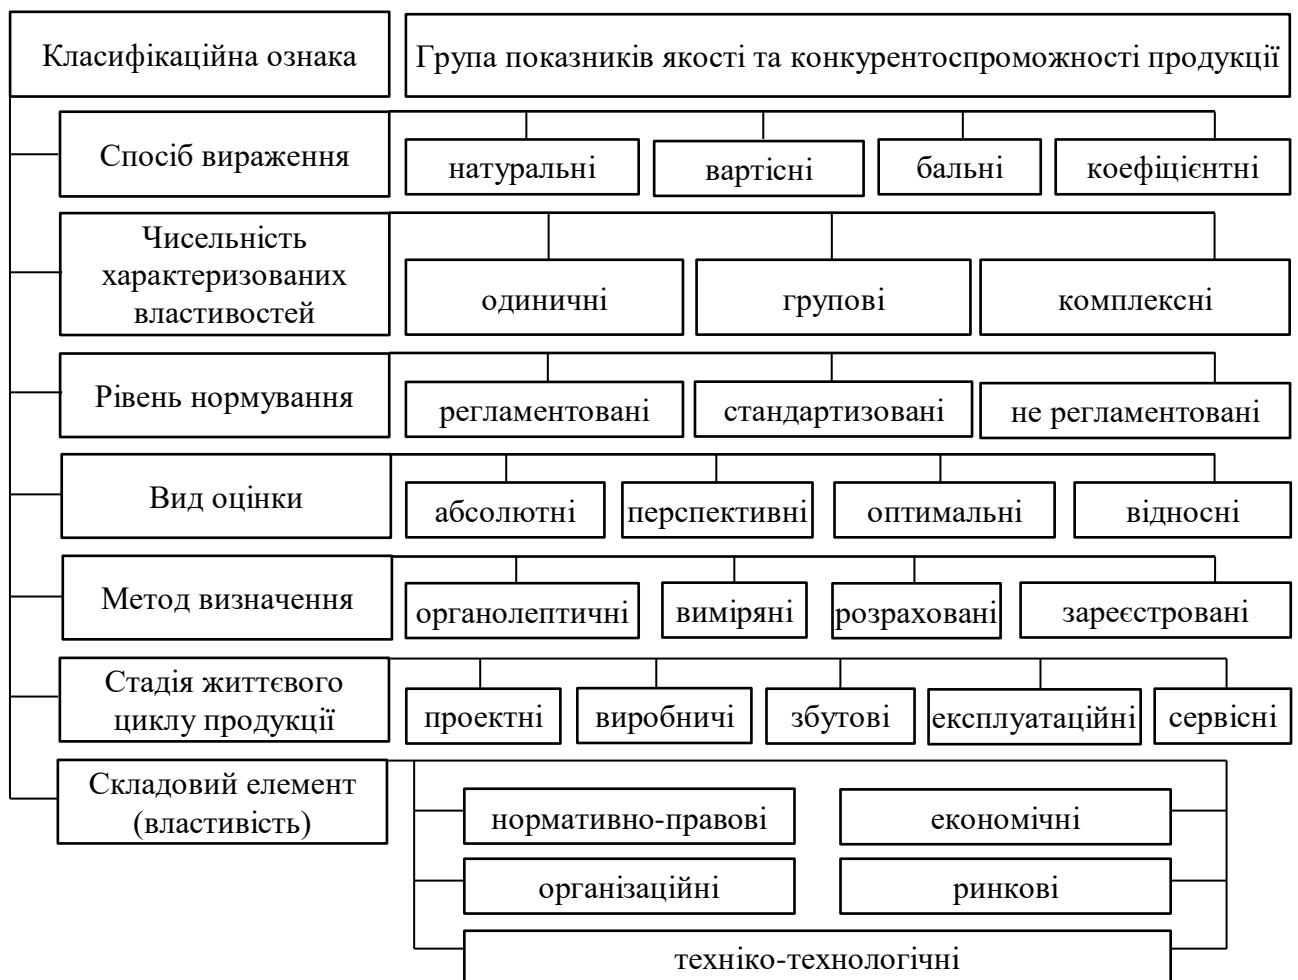 Класифікаційна ознака
Група показників якості та конкурентоспроможності продукції
Спосіб вираження
натуральні
вартісні
бальні
коефіцієнтні
Чисельність
характеризованих
властивостей
одиничні
групові
комплексні
Рівень нормування
регламентовані
стандартизовані
не регламентовані
Вид оцінки
абсолютні
перспективні
оптимальні
відносні
Метод визначення
органолептичні
виміряні
розраховані
зареєстровані
Стадія життєвого
циклу продукції
проектні
виробничі
збутові
експлуатаційні
сервісні
Складовий елемент
(властивість)
нормативно-правові
економічні
організаційні
ринкові
техніко-технологічні